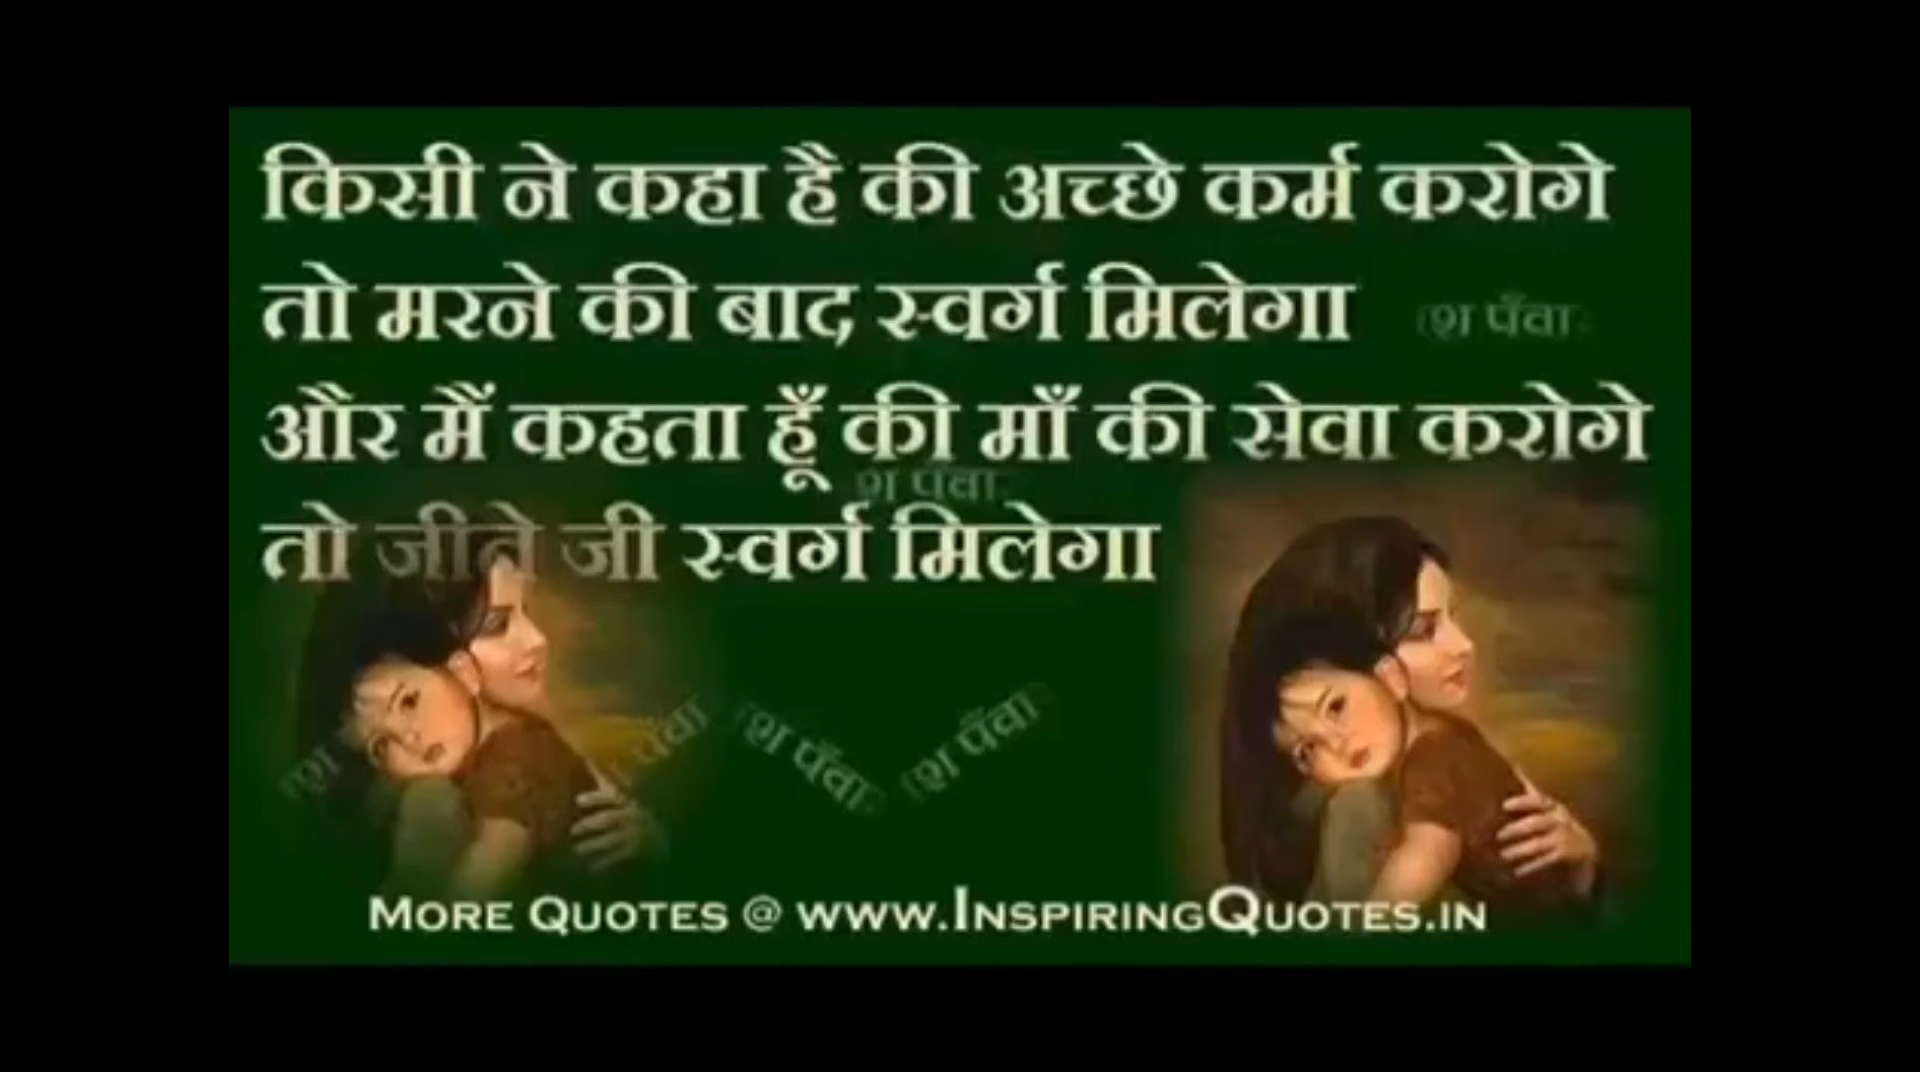 किसी ने कहा है की अच्छे कर्म करोगे
तो मरने की बाद स्वर्ग मिलेगा
और मैं कहता हूँ की माँ की सेवा करोगे
तो जीते जी स्वर्ग मिलेगा
MORE QUOTES @ WWW.INSPIRINGQUOTES.IN